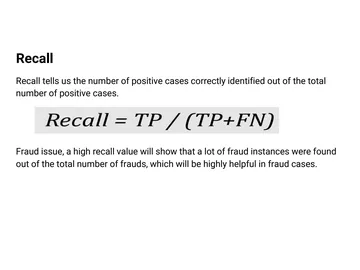 Recall
Recall tells us the number of positive cases correctly identified out of the total
number of positive cases.
Recall = TP / (TP+FN)
Fraud issue, a high recall value will show that a lot of fraud instances were found
out of the total number of frauds, which will be highly helpful in fraud cases.